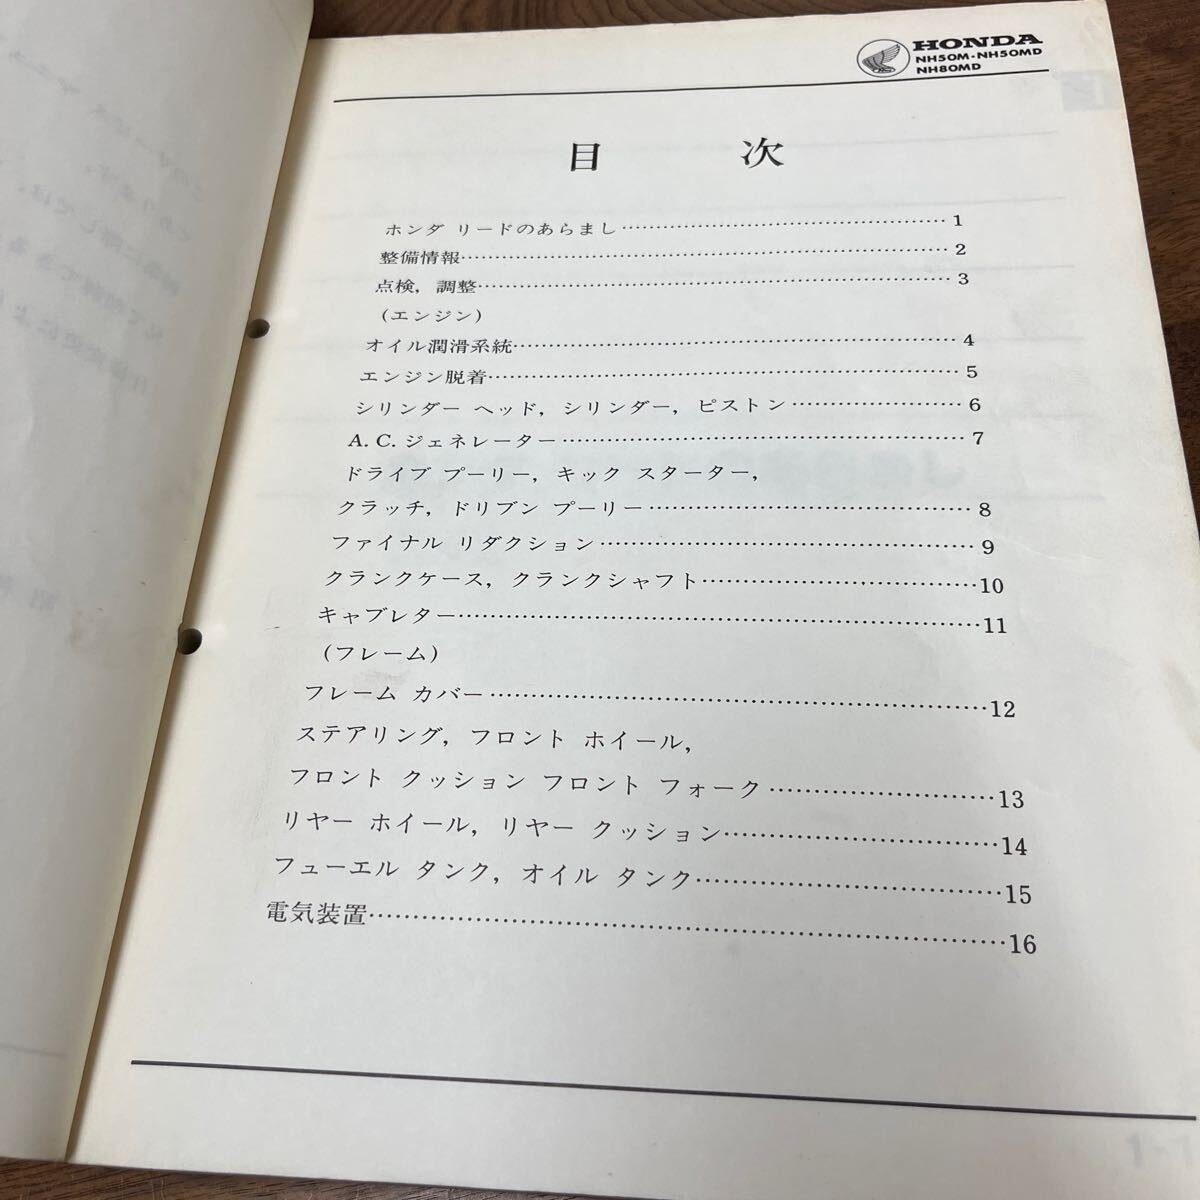 HONDA
NH50M・NH50MD
NH80MD
目 次
ホンダ リードのあらまし………………………………………1
整備情報………………………………………………………2
点検，調整……………………………………………………3
(エンジン)
オイル潤滑系統………………………………………………4
エンジン脱着…………………………………………………5
シリンダー ヘッド，シリンダー，ピストン……………………6
A.C.ジェネレーター…………………………………………7
ドライブ プーリー，キック スターター，
クラッチ，ドリブン プーリー…………………………………8
ファイナル リダクション………………………………………9
クランクケース，クランクシャフト……………………………10
キャブレター…………………………………………………11
(フレーム)
フレーム カバー………………………………………………12
ステアリング，フロント ホイール，
フロント クッション フロント フォーク………………………13
リヤー ホイール，リヤー クッション…………………………14
フューエル タンク，オイル タンク……………………………15
電気装置………………………………………………………16